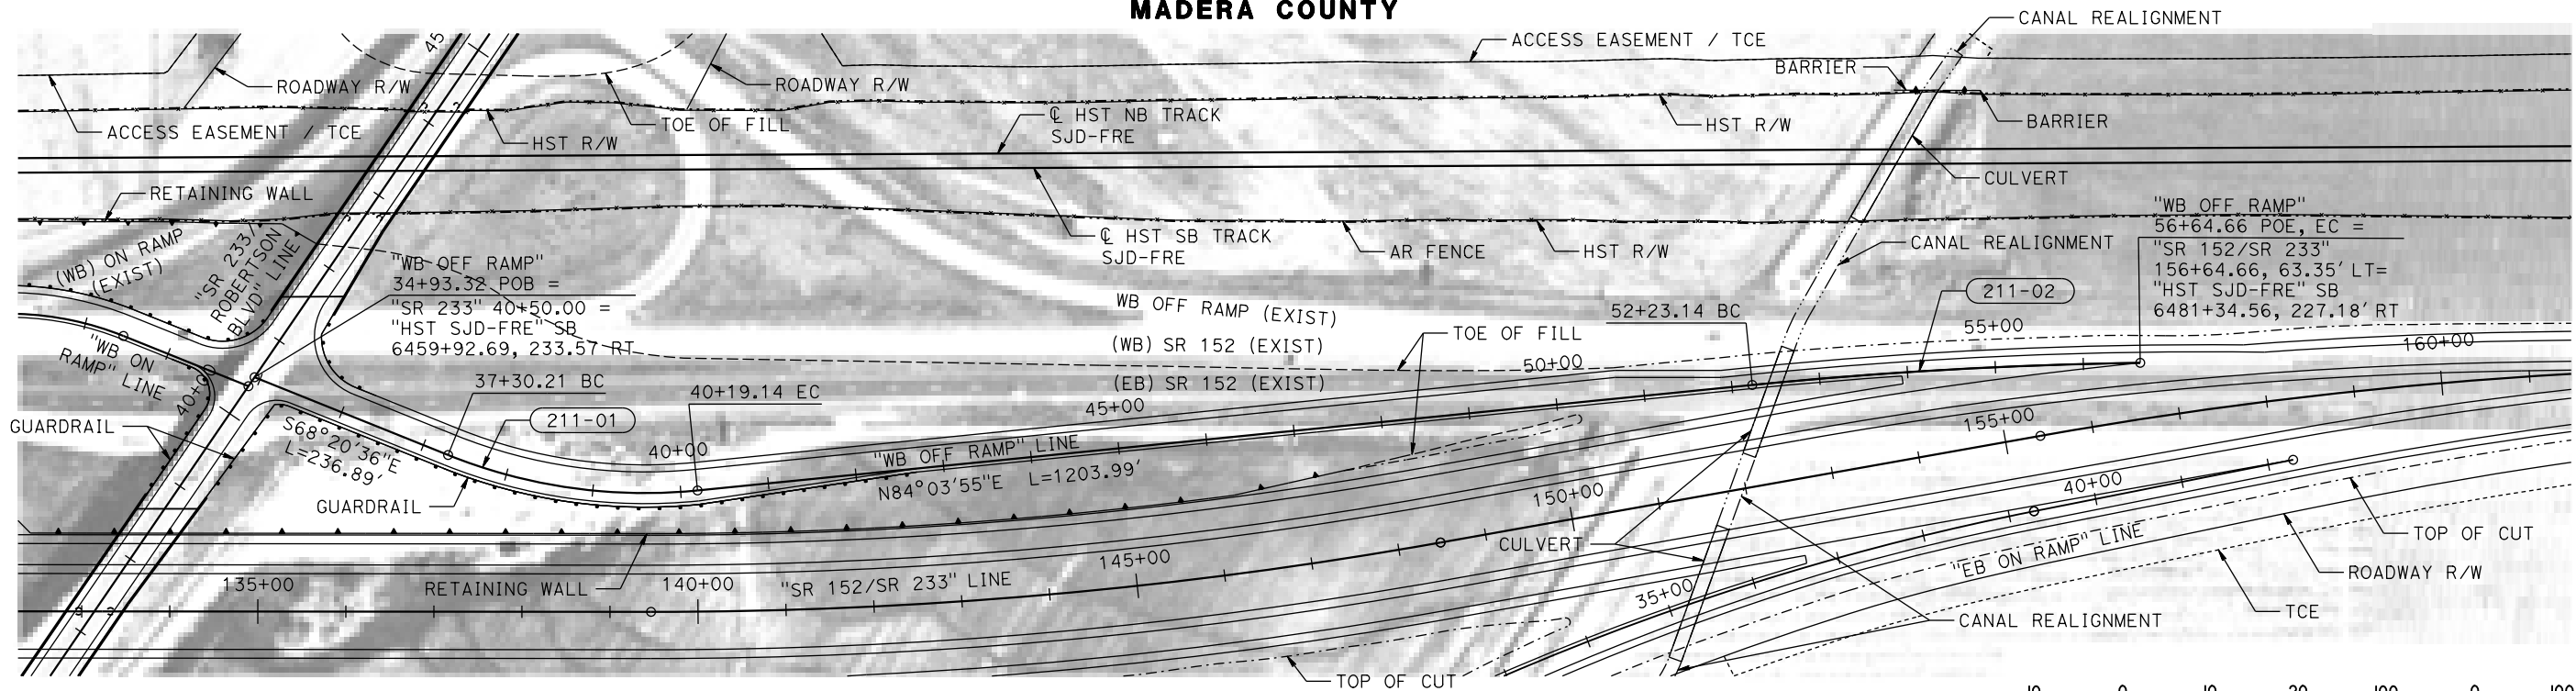 MADERA COUNTY
CANAL REALIGNMENT
ACCESS EASEMENT / TCE
45
ROADWAY R/W
ROADWAY R/W
BARRIER
ACCESS EASEMENT / TCE
TOE OF FILL
HST R/W
℄ HST NB TRACK
SJD-FRE
HST R/W
BARRIER
CULVERT
RETAINING WALL
(WB) ON RAMP
(EXIST)
"SR 233/
ROBERTSON
BLVD" LINE
℄ HST SB TRACK
SJD-FRE
AR FENCE
HST R/W
CANAL REALIGNMENT
"WB OFF RAMP"
56+64.66 POE, EC =
"SR 152/SR 233"
156+64.66, 63.35' LT=
"HST SJD-FRE" SB
6481+34.56, 227.18' RT
"WB OFF RAMP"
34+93.32 POB =
"SR 233" 40+50.00 =
"HST SJD-FRE" SB
6459+92.69, 233.57 RT
WB OFF RAMP (EXIST)
(WB) SR 152 (EXIST)
(EB) SR 152 (EXIST)
TOE OF FILL
52+23.14 BC
211-02
55+00
160+00
50+00
"WB ON
RAMP" LINE
40+0
37+30.21 BC
40+19.14 EC
211-01
45+00
40+00
GUARDRAIL
S68°20'36"E
L=236.89'
GUARDRAIL
"WB OFF RAMP" LINE
N84°03'55"E L=1203.99'
155+00
150+00
40+00
CULVERT
145+00
"EB ON RAMP" LINE
TOP OF CUT
ROADWAY R/W
TCE
135+00
RETAINING WALL
140+00
"SR 152/SR 233" LINE
35+00
CANAL REALIGNMENT
TOP OF CUT